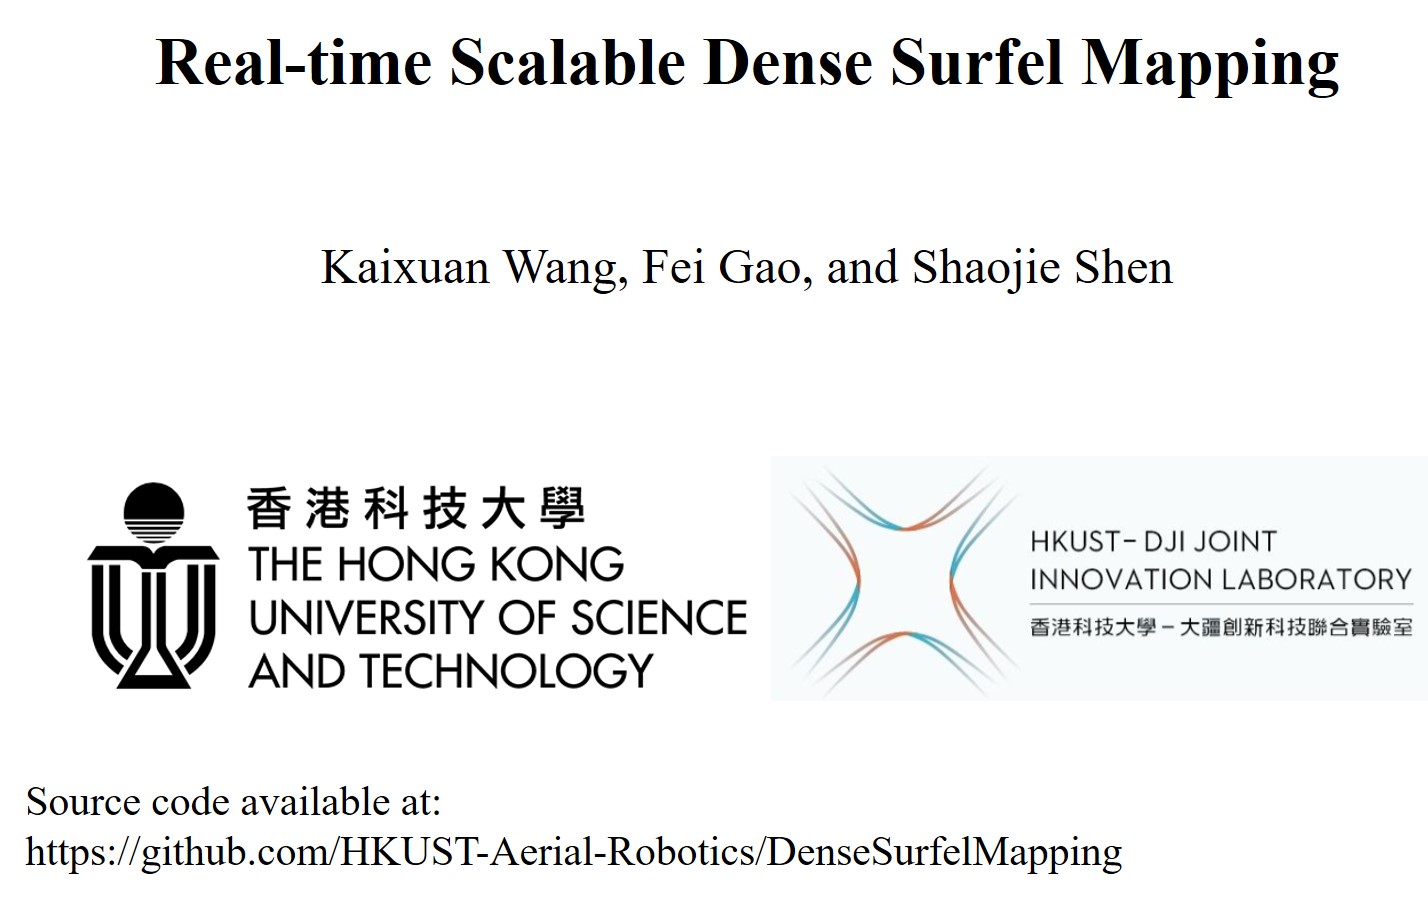 Real-time Scalable Dense Surfel Mapping
Kaixuan Wang, Fei Gao, and Shaojie Shen
香港科技大學
THE HONG KONG
UNIVERSITY OF SCIENCE
AND TECHNOLOGY
HKUST-DJI JOINT
INNOVATION LABORATORY
香港科技大學-大疆創新科技聯合實驗室
Source code available at:
https://github.com/HKUST-Aerial-Robotics/DenseSurfelMapping